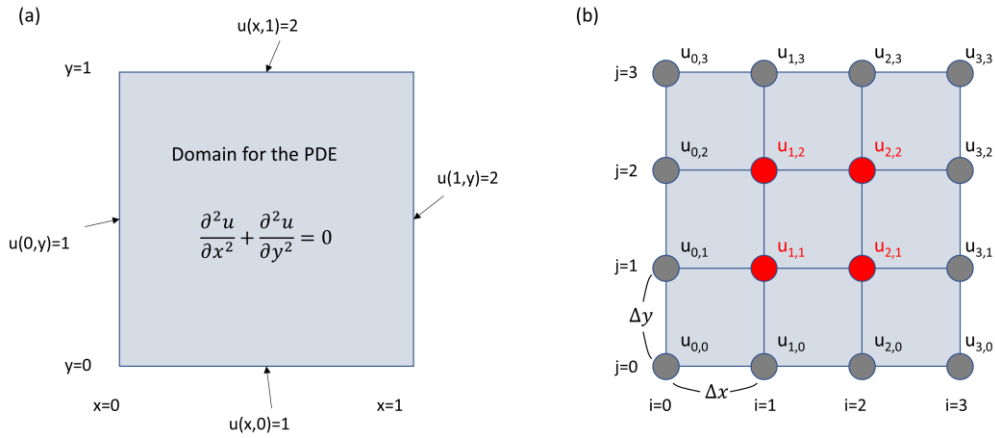 (a)
u(x,1)=2
y=1
Domain for the PDE
∂²u/∂x² + ∂²u/∂y² = 0
u(1,y)=2
u(0,y)=1
y=0
x=0
x=1
u(x,0)=1
(b)
u0,3 u1,3 u2,3 u3,3
j=3
u0,2 u1,2 u2,2 u3,2
j=2
u0,1 u1,1 u2,1 u3,1
j=1
Δy
u0,0 u1,0 u2,0 u3,0
j=0
Δx
i=0 i=1 i=2 i=3